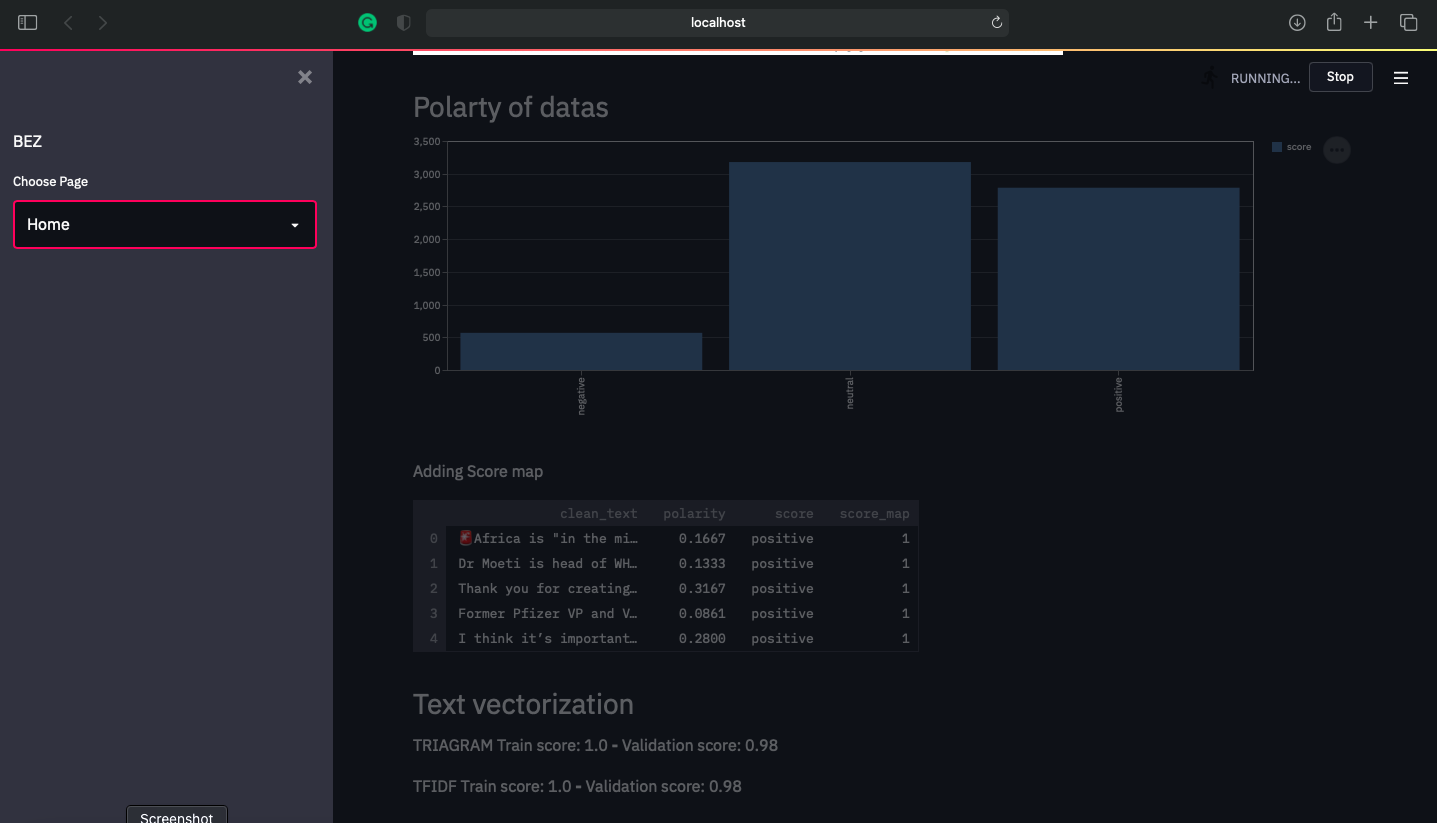 localhost
RUNNING...
Stop
BEZ
Choose Page
Home
Polarty of datas
3,500
3,000
2,500
2,000
1,500
1,000
500
0
negative
neutral
positive
score
Adding Score map
clean_text polarity score score_map
0 🚨Africa is "in the mi… 0.1667 positive 1
1 Dr Moeti is head of WH… 0.1333 positive 1
2 Thank you for creating… 0.3167 positive 1
3 Former Pfizer VP and V… 0.0861 positive 1
4 I think it’s important… 0.2800 positive 1
Text vectorization
TRIAGRAM Train score: 1.0 - Validation score: 0.98
TFIDF Train score: 1.0 - Validation score: 0.98
Screenshot